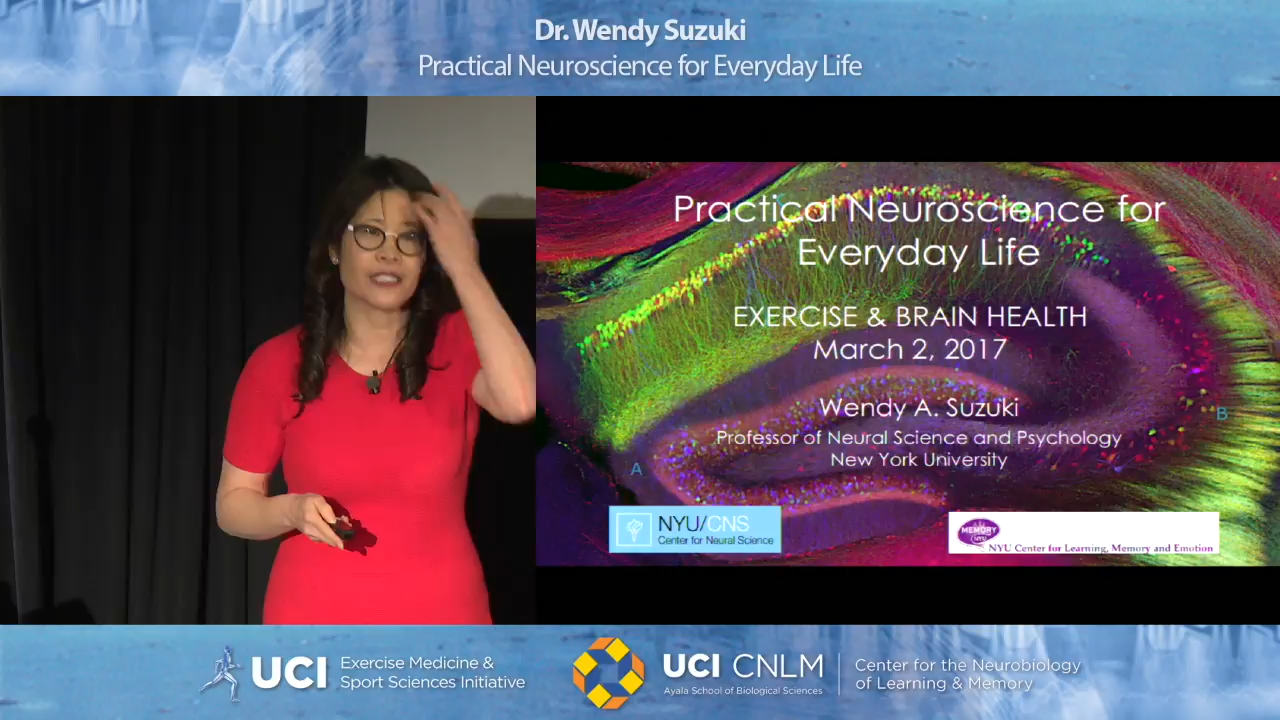 Dr. Wendy Suzuki
Practical Neuroscience for Everyday Life
Practical Neuroscience for
Everyday Life
EXERCISE & BRAIN HEALTH
March 2, 2017
Wendy A. Suzuki
Professor of Neural Science and Psychology
New York University
A
B
NYU/CNS
Center for Neural Science
MEMORY
NYU Center for Learning, Memory and Emotion
UCI
Exercise Medicine &
Sport Sciences Initiative
UCI CNLM
Ayala School of Biological Sciences
Center for the Neurobiology
of Learning & Memory